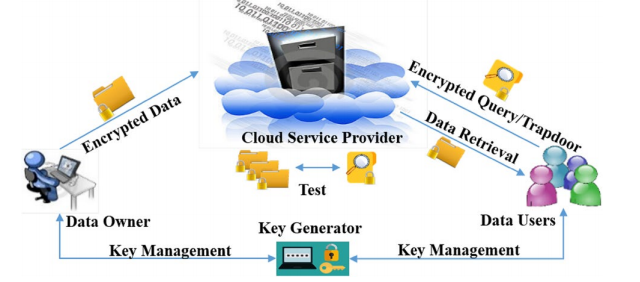 Encrypted Data
Encrypted Query/Trapdoor
Data Retrieval
Cloud Service Provider
Test
Data Owner
Key Generator
Data Users
Key Management
Key Management